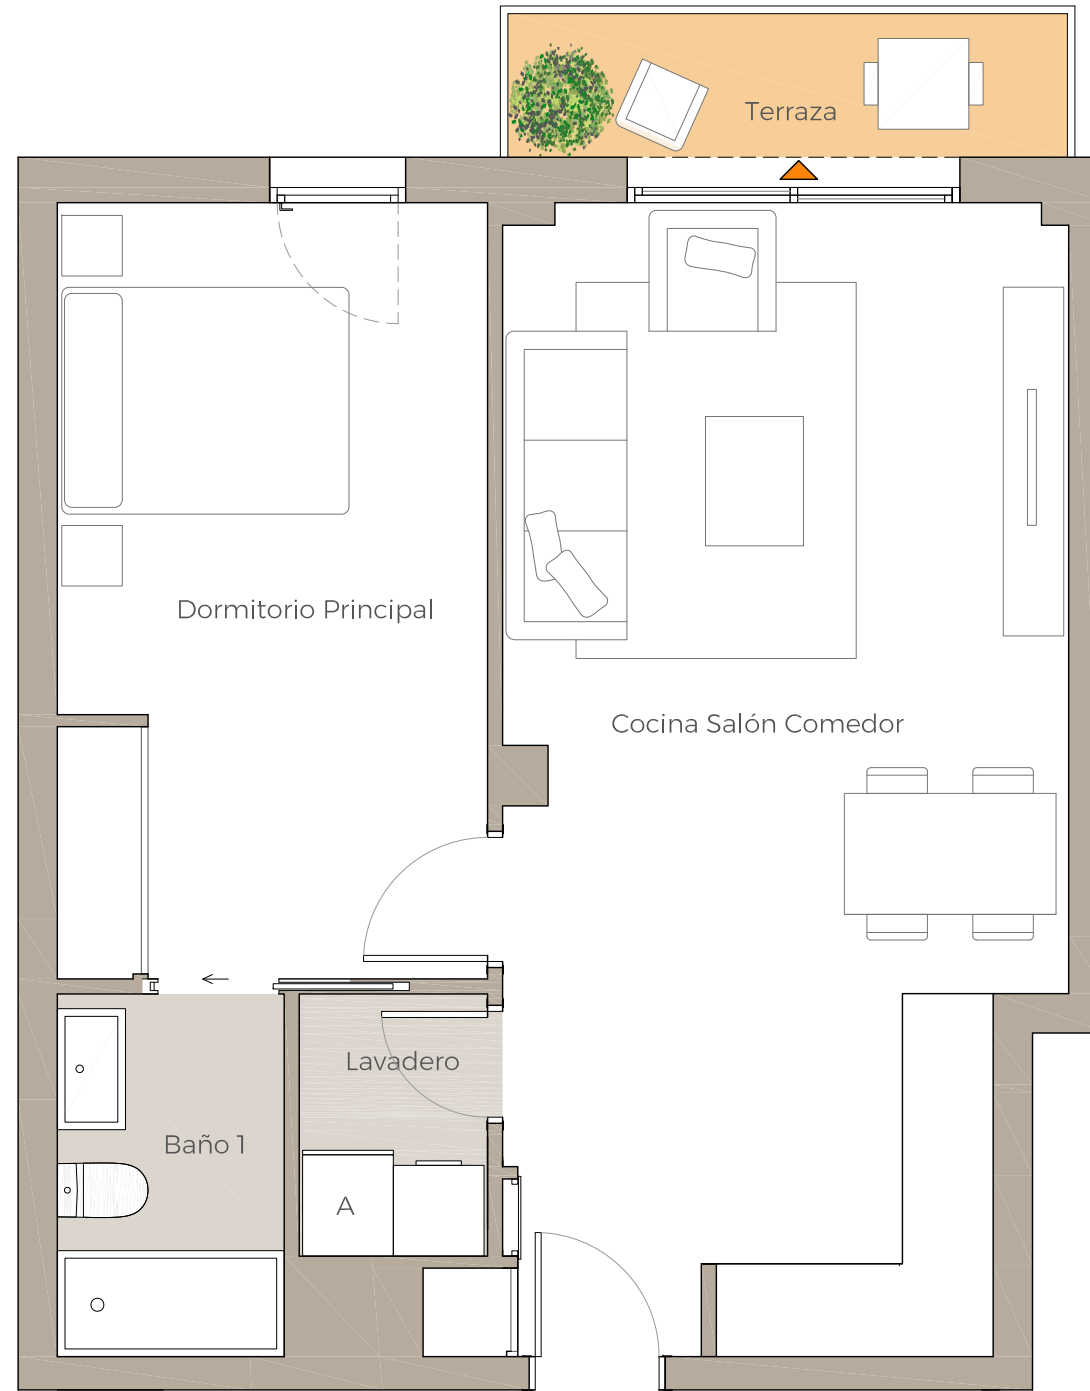 Terraza
Dormitorio Principal
Cocina Salón Comedor
Lavadero
Baño 1
A